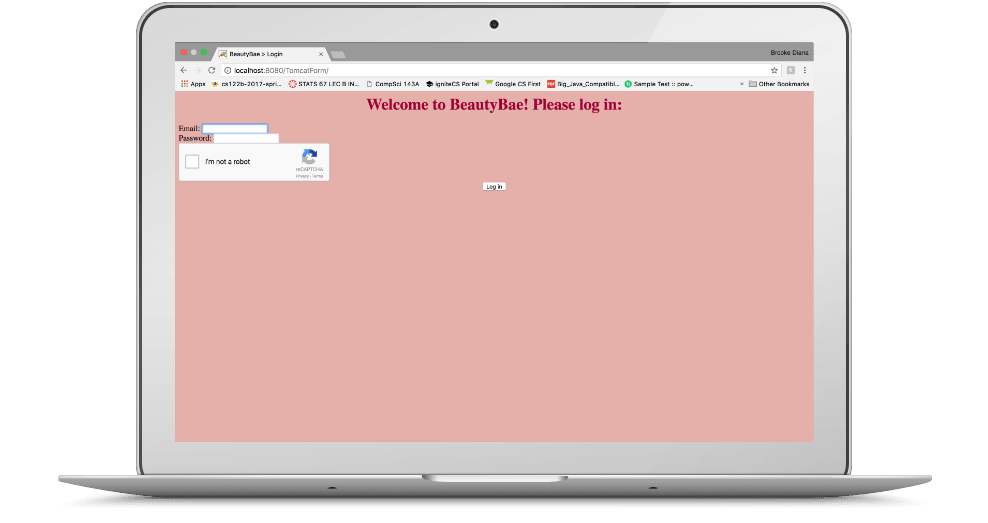 BeautyBae > Login
Brooke Diana
localhost:8080/TomcatForm/
Apps cs122b-2017-spri... STATS 67 LEC B IN... CompSci 143A igniteCS Portal Google CS First Big_Java_Compatibl... Sample Test :: pow... » Other Bookmarks
Welcome to BeautyBae! Please log in:
Email:
Password:
I'm not a robot
reCAPTCHA
Privacy - Terms
Log in